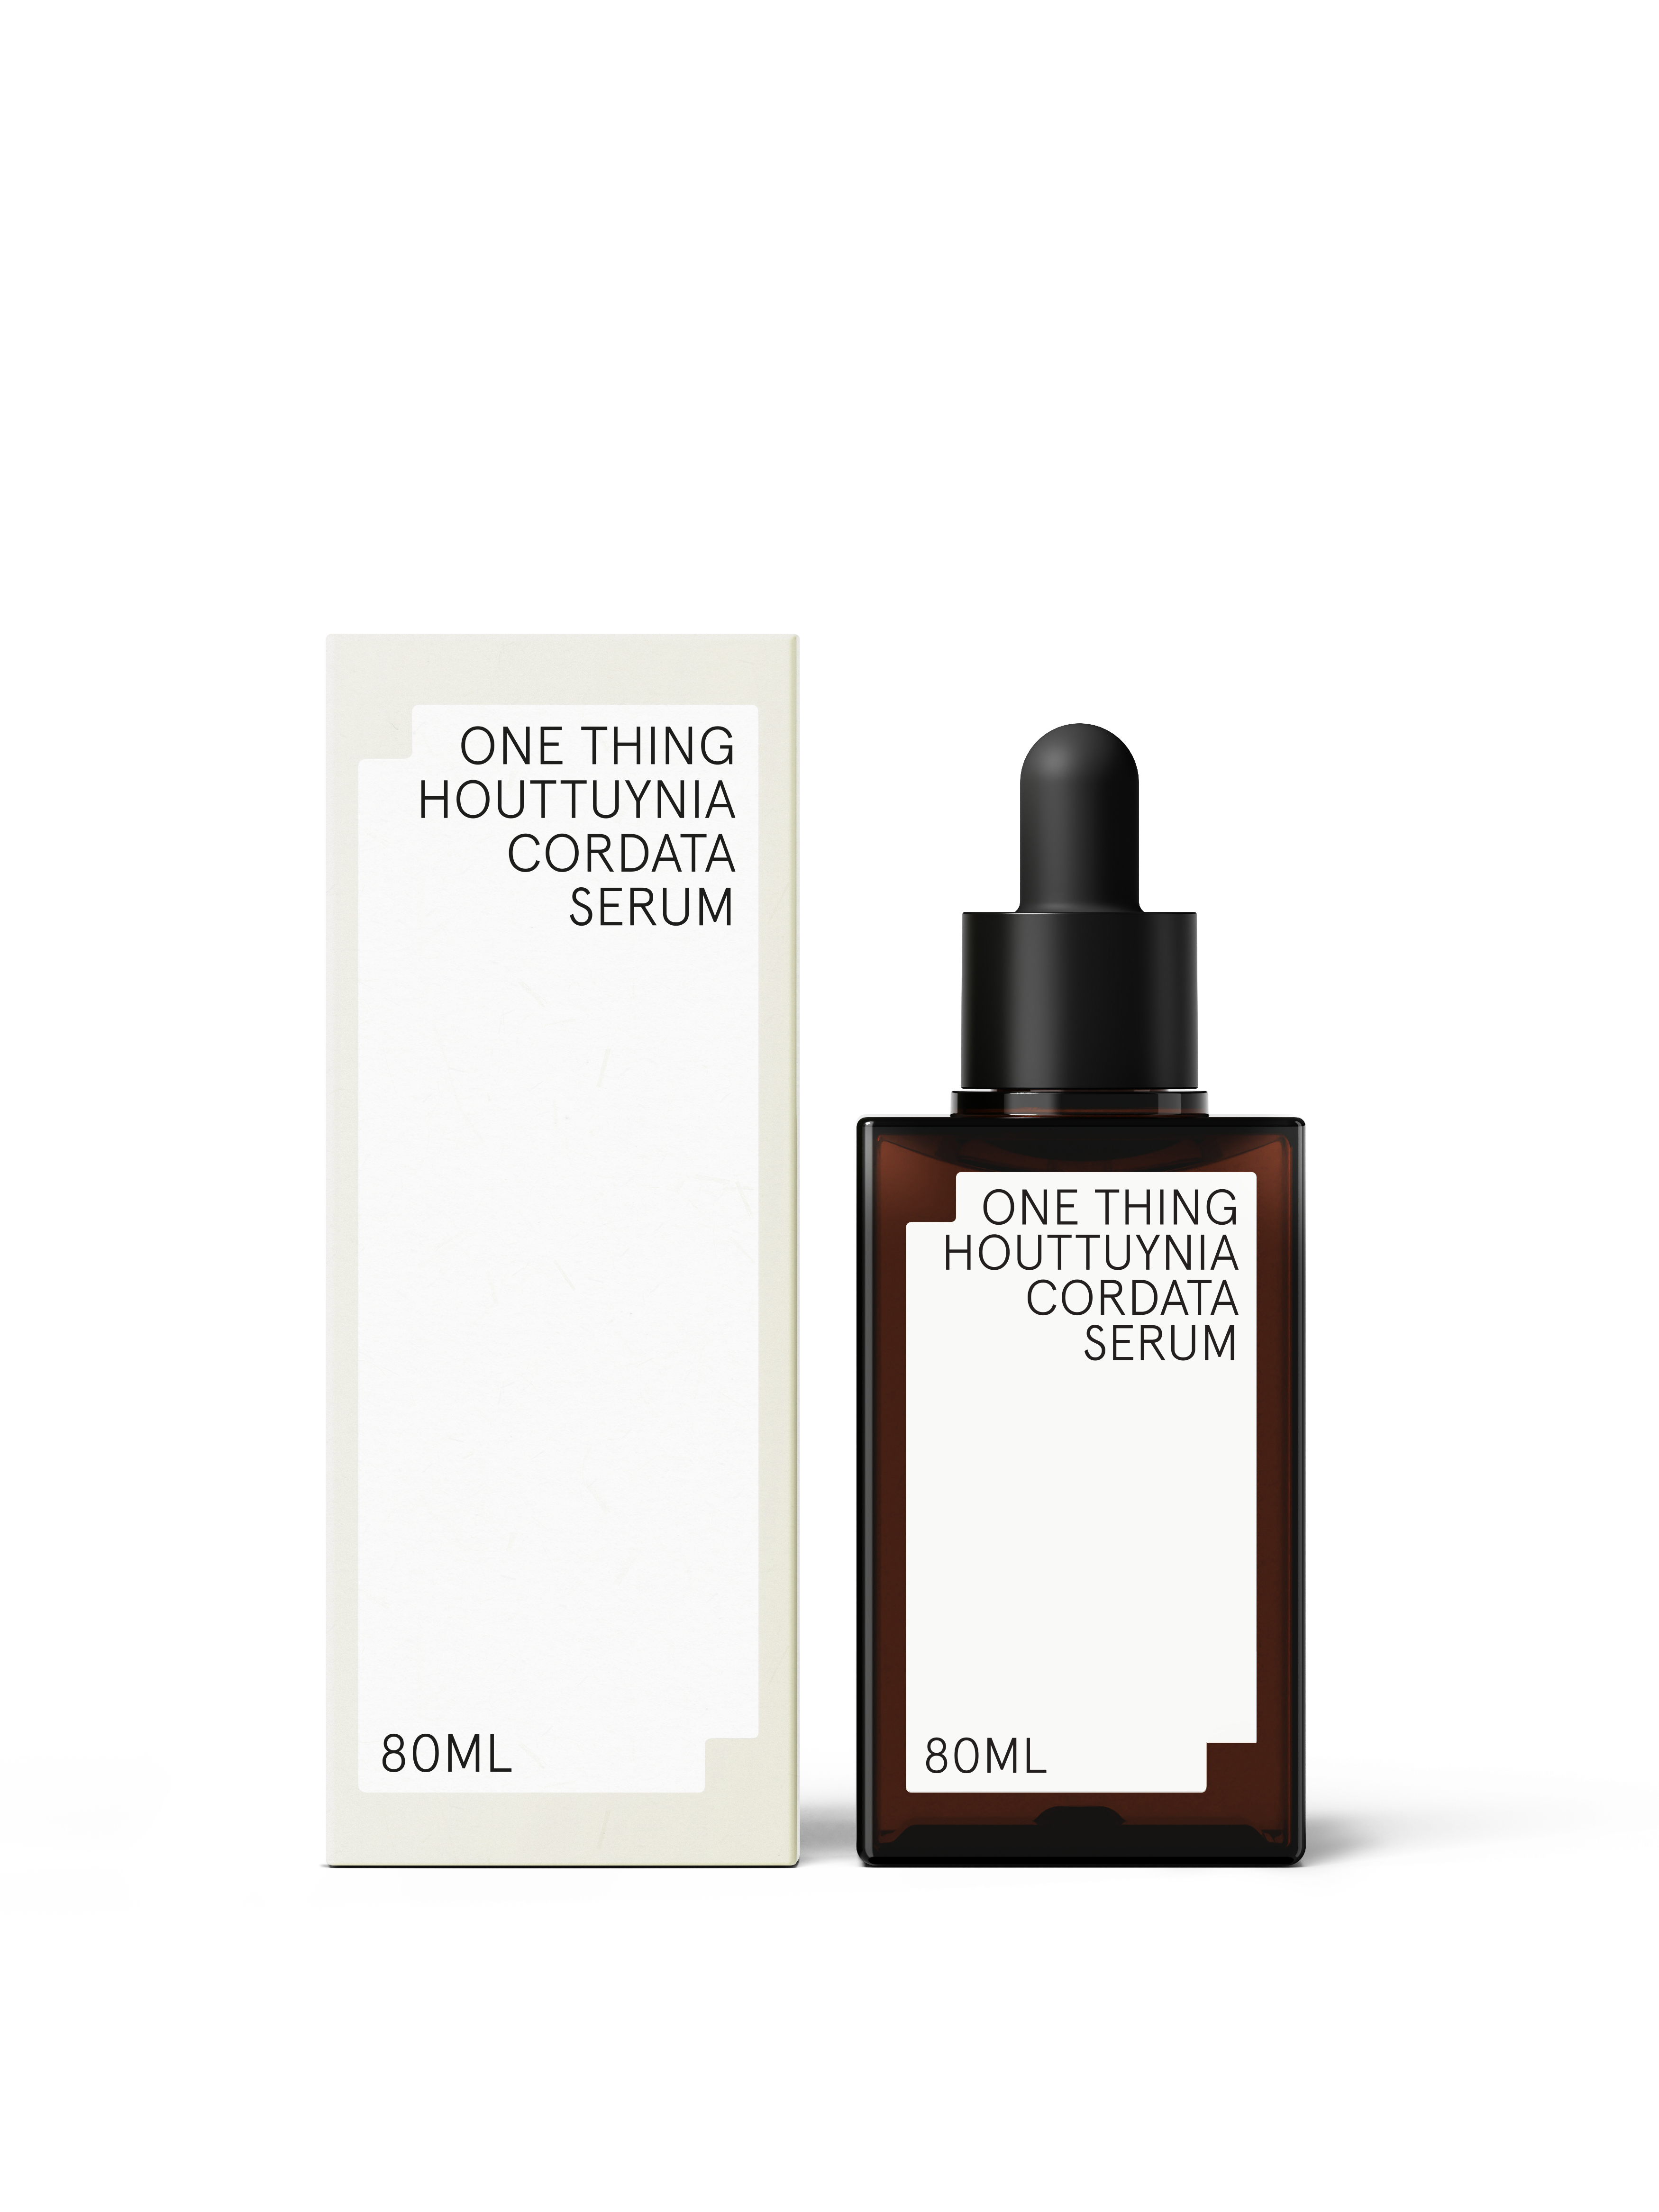 ONE THING
HOUTTUYNIA
CORDATA
SERUM
80ML
ONE THING
HOUTTUYNIA
CORDATA
SERUM
80ML